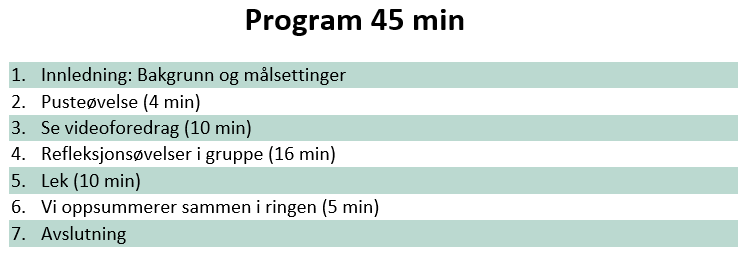 Program 45 min
1. Innledning: Bakgrunn og målsettinger
2. Pusteøvelse (4 min)
3. Se videoforedrag (10 min)
4. Refleksjonsøvelser i gruppe (16 min)
5. Lek (10 min)
6. Vi oppsummerer sammen i ringen (5 min)
7. Avslutning